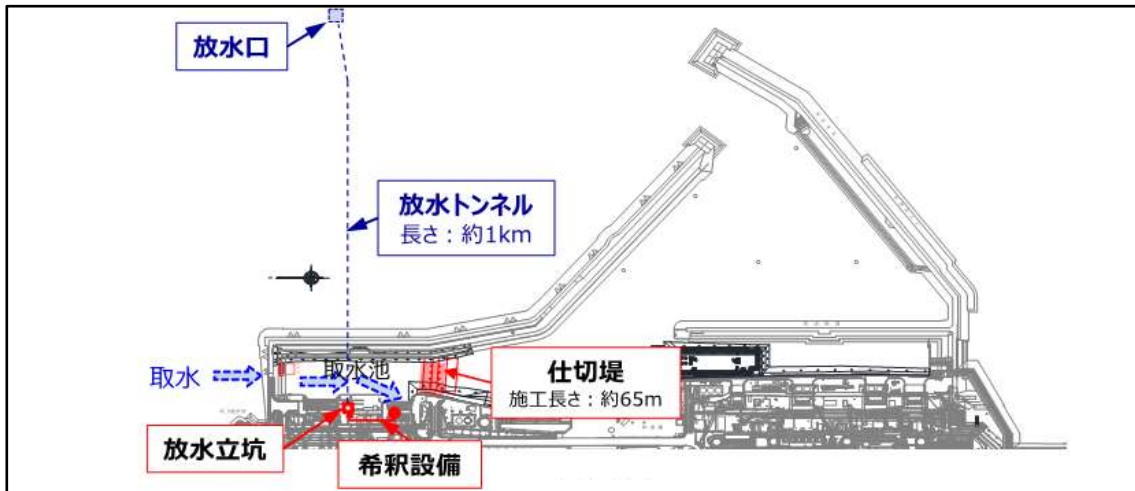 放水口
放水トンネル
長さ：約1km
取水
取水池
仕切堤
施工長さ：約65m
放水立坑
希釈設備